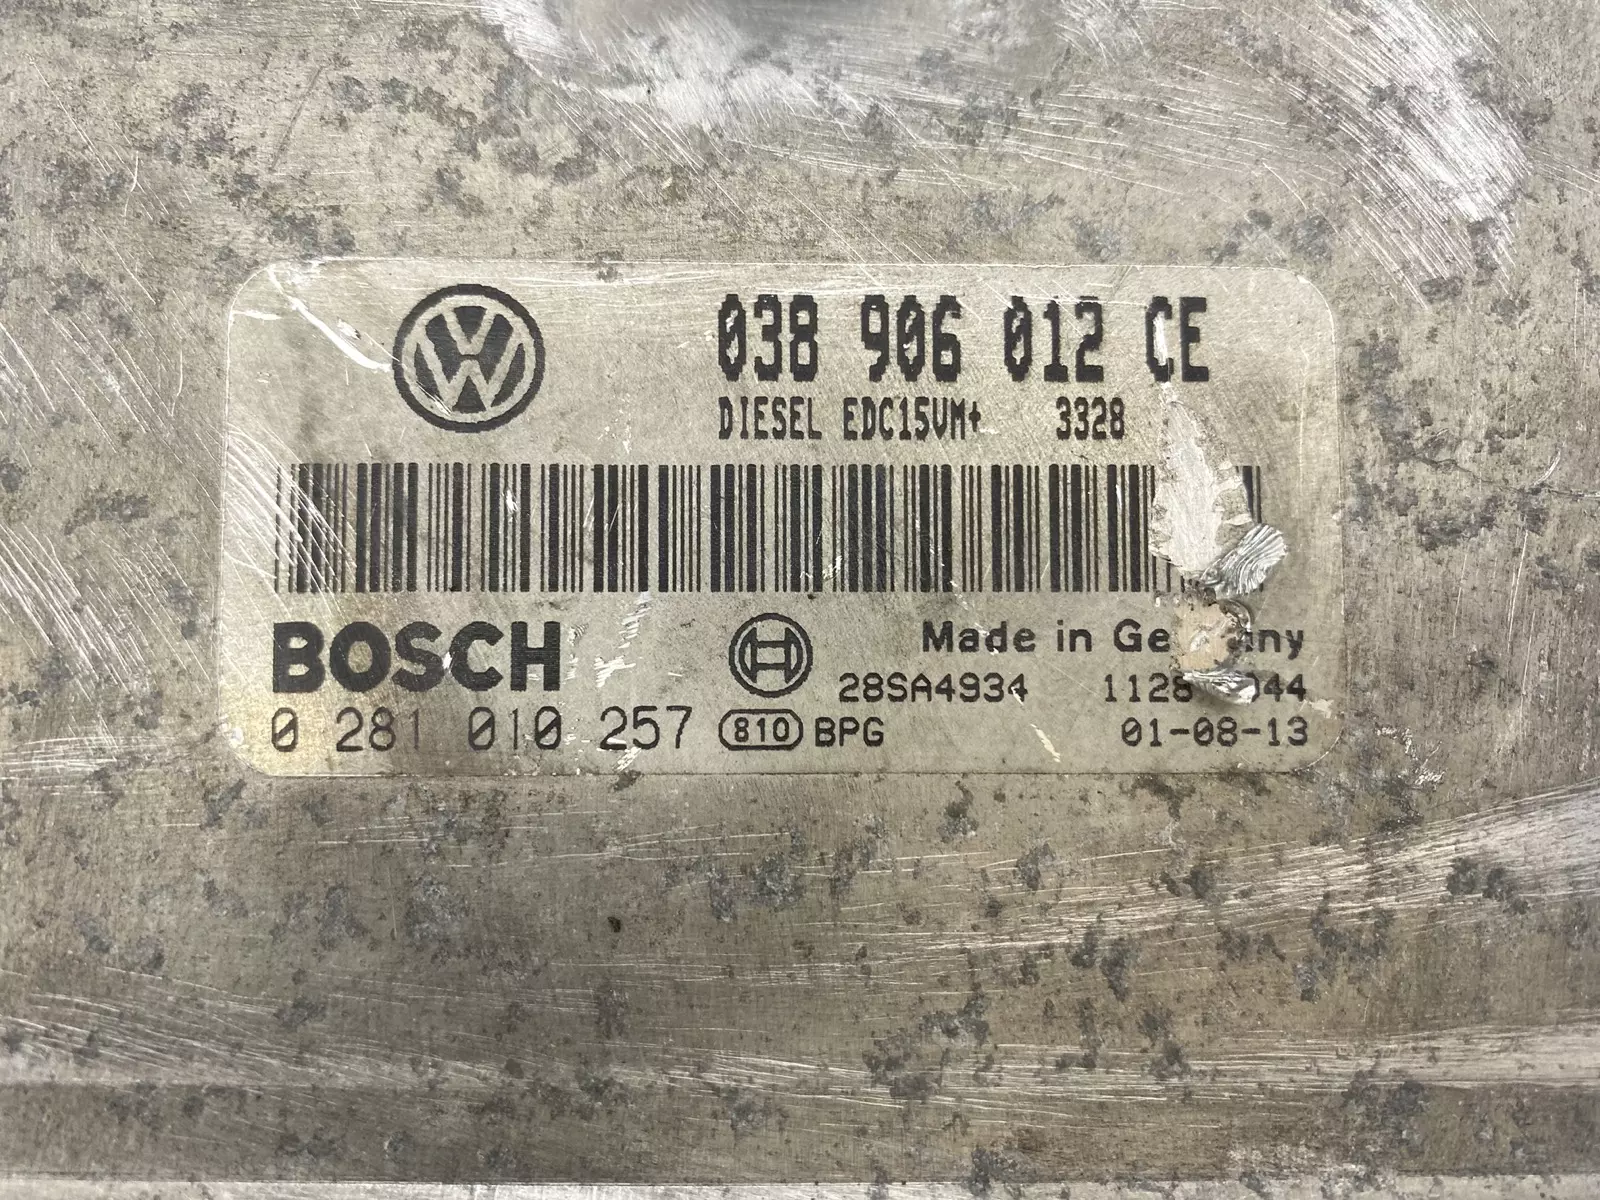 038 906 012 CE
DIESEL EDC15VM+ 3328
BOSCH
Made in
28SA4934
0 281 010 257 810 BPG 01-08-13